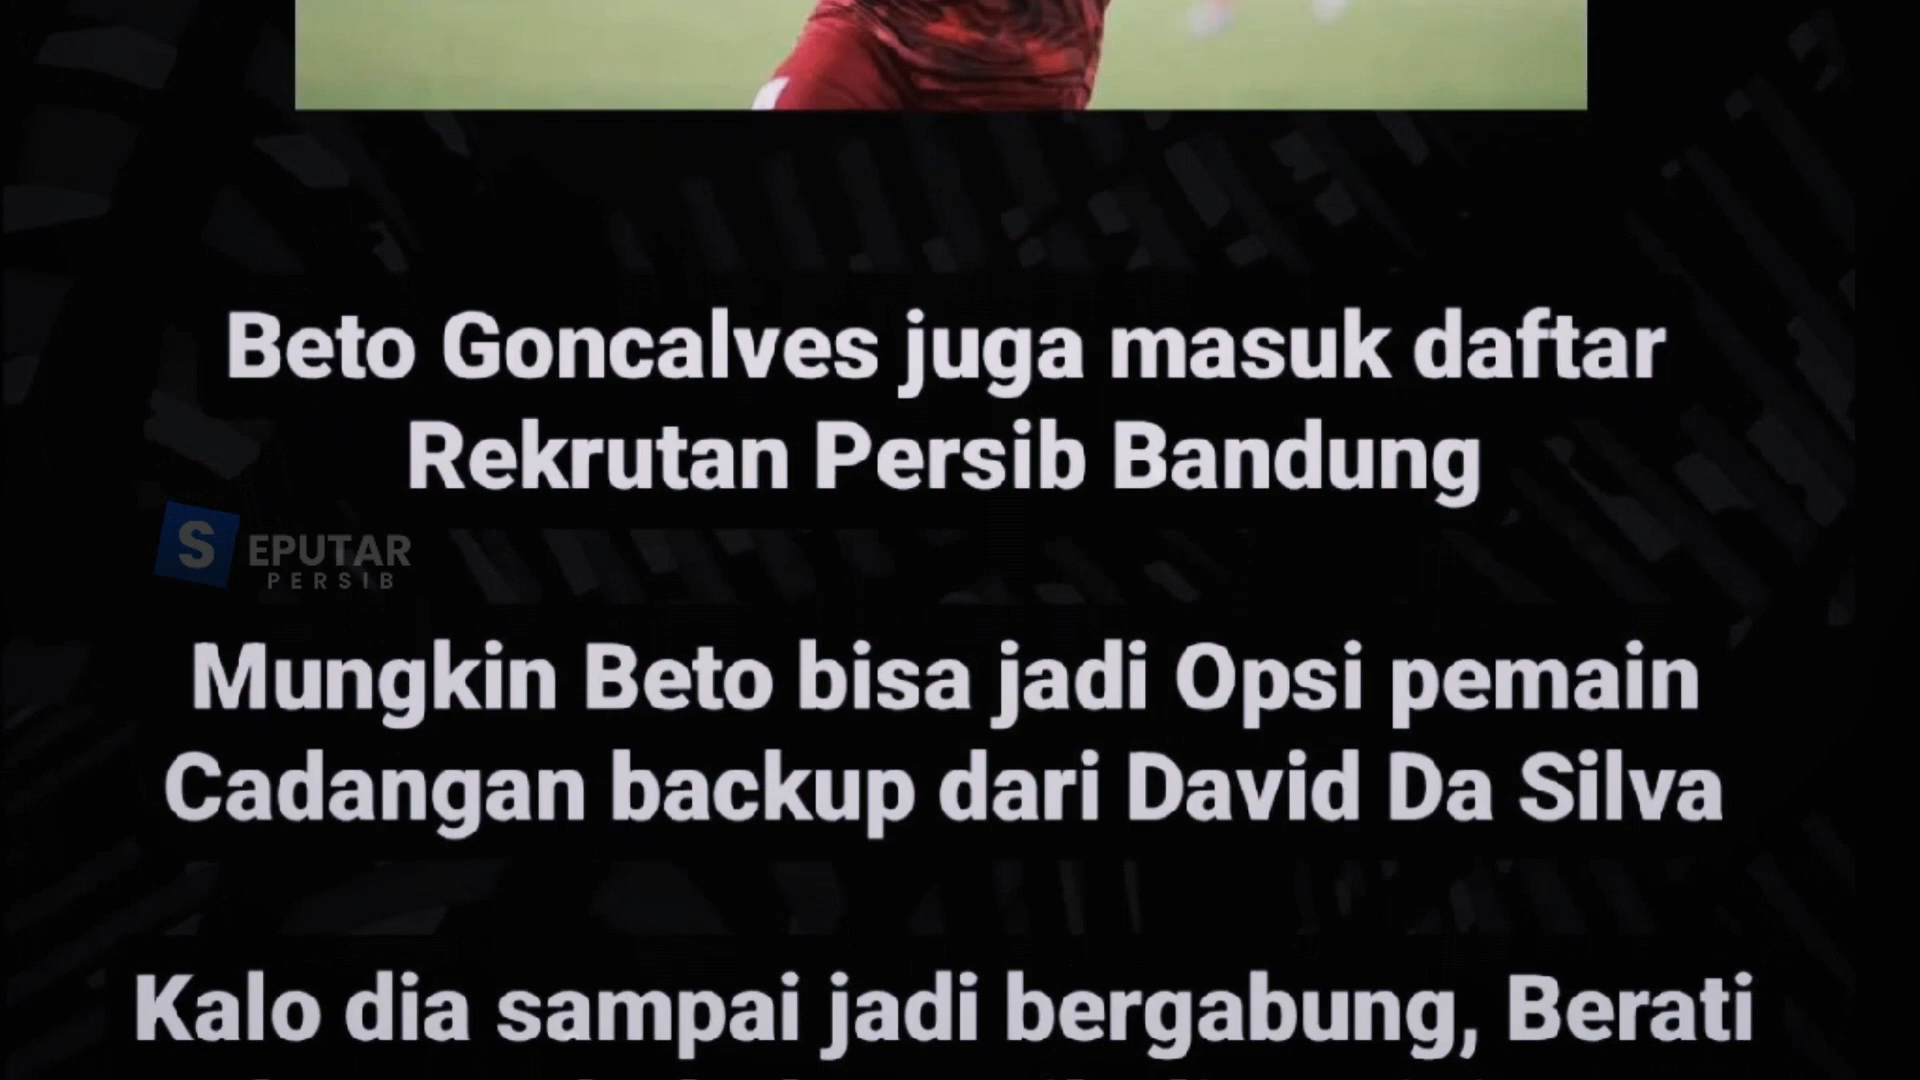 Beto Goncalves juga masuk daftar
Rekrutan Persib Bandung
SEPUTAR
PERSIB
Mungkin Beto bisa jadi Opsi pemain
Cadangan backup dari David Da Silva
Kalo dia sampai jadi bergabung, Berati